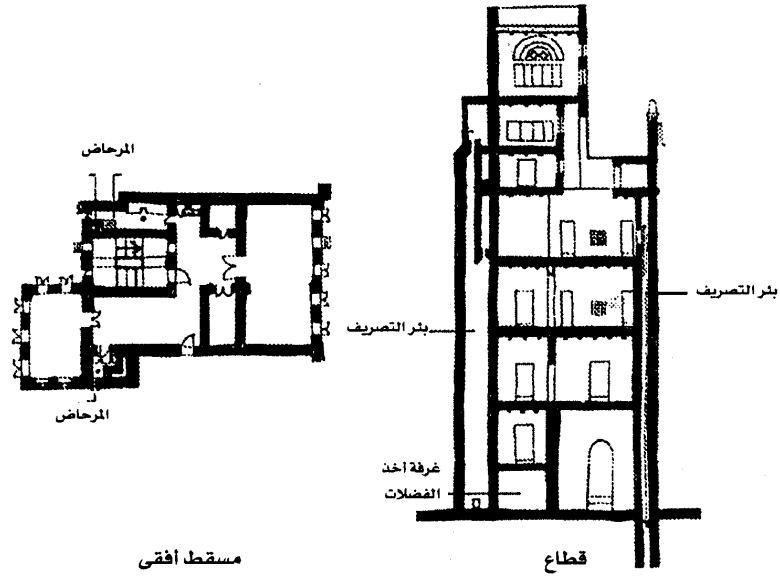 المرحاض
بئر التصريف
بئر التصريف
المرحاض
غرفة أخذ
الفضلات
مسقط أفقي
قطاع